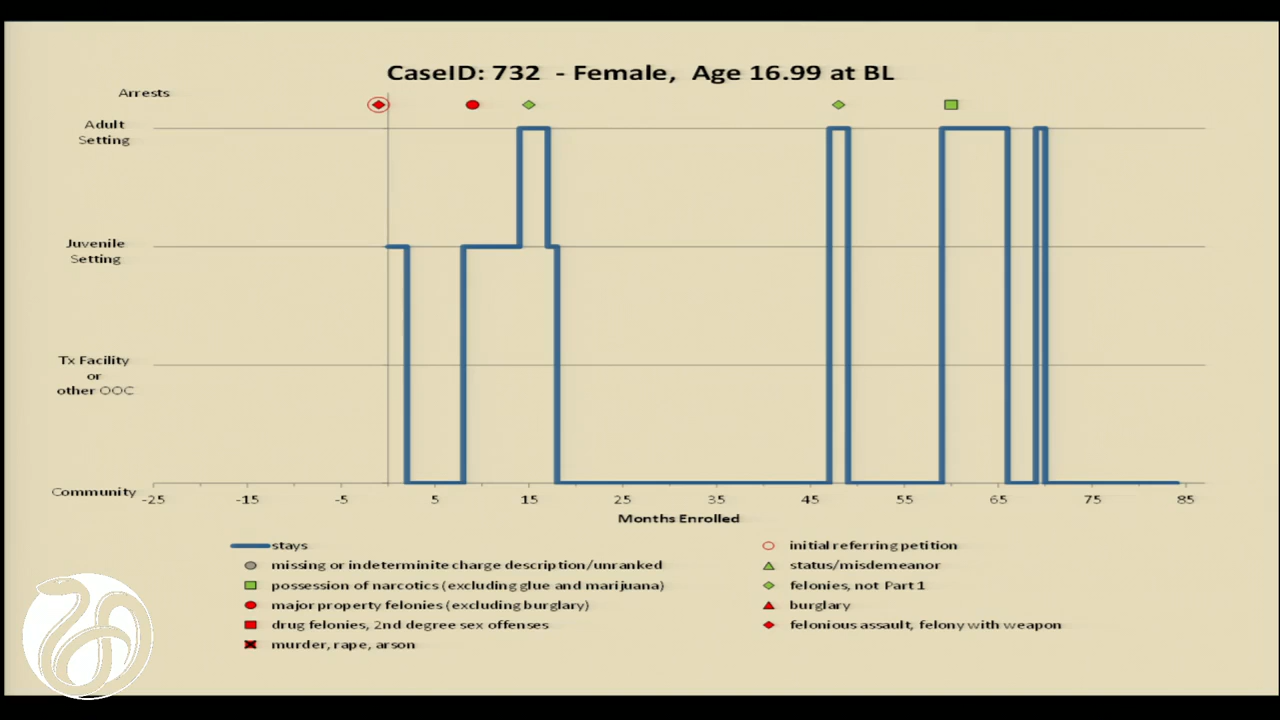 CaseID: 732 - Female, Age 16.99 at BL
Arrests
Adult
Setting
Juvenile
Setting
Tx Facility
or
other OOC
Community
-25 -15 -5 5 15 25 35 45 55 65 75 85
Months Enrolled
stays
initial referring petition
missing or indeterminite charge description/unranked
status/misdemeanor
possession of narcotics (excluding glue and marijuana)
felonies, not Part 1
major property felonies (excluding burglary)
burglary
drug felonies, 2nd degree sex offenses
felonious assault, felony with weapon
murder, rape, arson